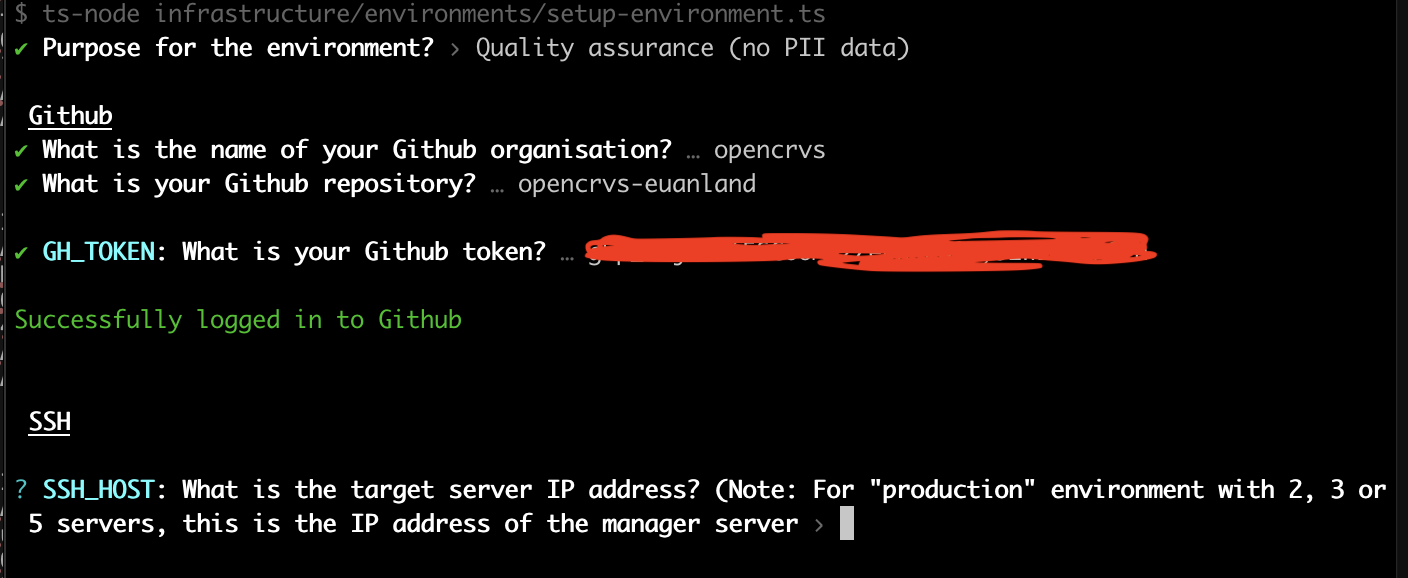 $ ts-node infrastructure/environments/setup-environment.ts
✔ Purpose for the environment? › Quality assurance (no PII data)
Github
✔ What is the name of your Github organisation? … opencrvs
✔ What is your Github repository? … opencrvs-euanland
✔ GH_TOKEN: What is your Github token? …
Successfully logged in to Github
SSH
? SSH_HOST: What is the target server IP address? (Note: For "production" environment with 2, 3 or
5 servers, this is the IP address of the manager server ›